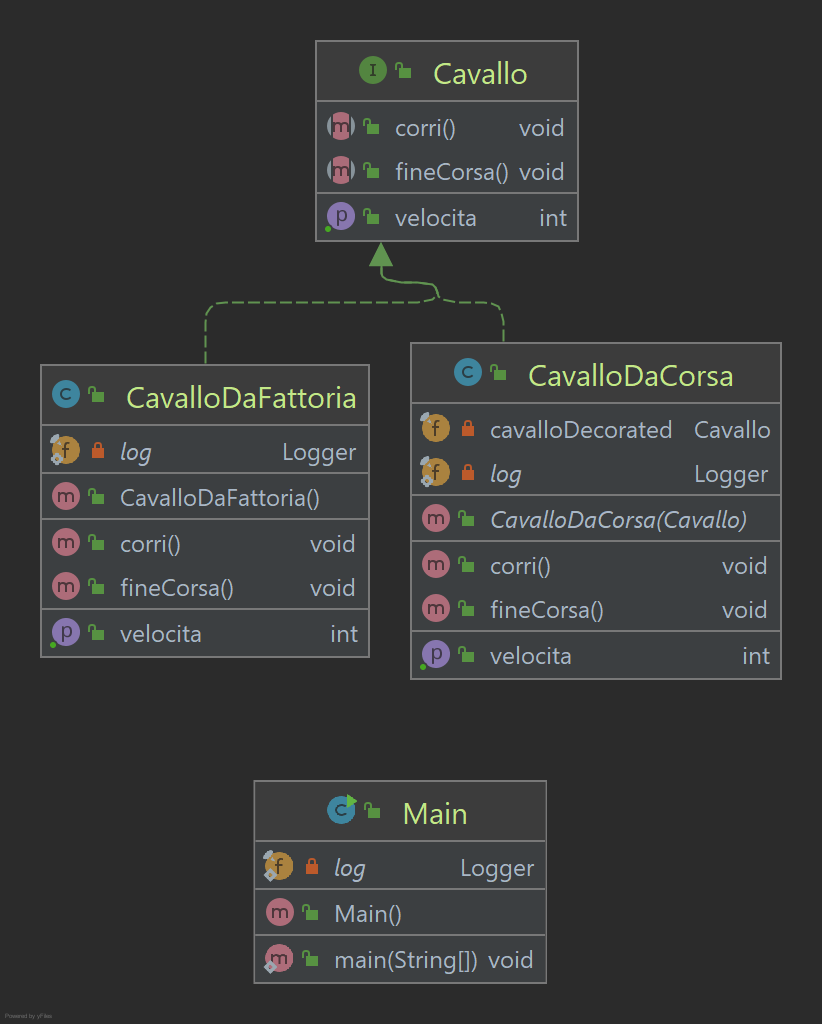 Cavallo
corri() void
fineCorsa() void
velocita int
CavalloDaFattoria
log Logger
CavalloDaFattoria()
corri() void
fineCorsa() void
velocita int
CavalloDaCorsa
cavalloDecorated Cavallo
log Logger
CavalloDaCorsa(Cavallo)
corri() void
fineCorsa() void
velocita int
Main
log Logger
Main()
main(String[]) void
Powered by yFiles